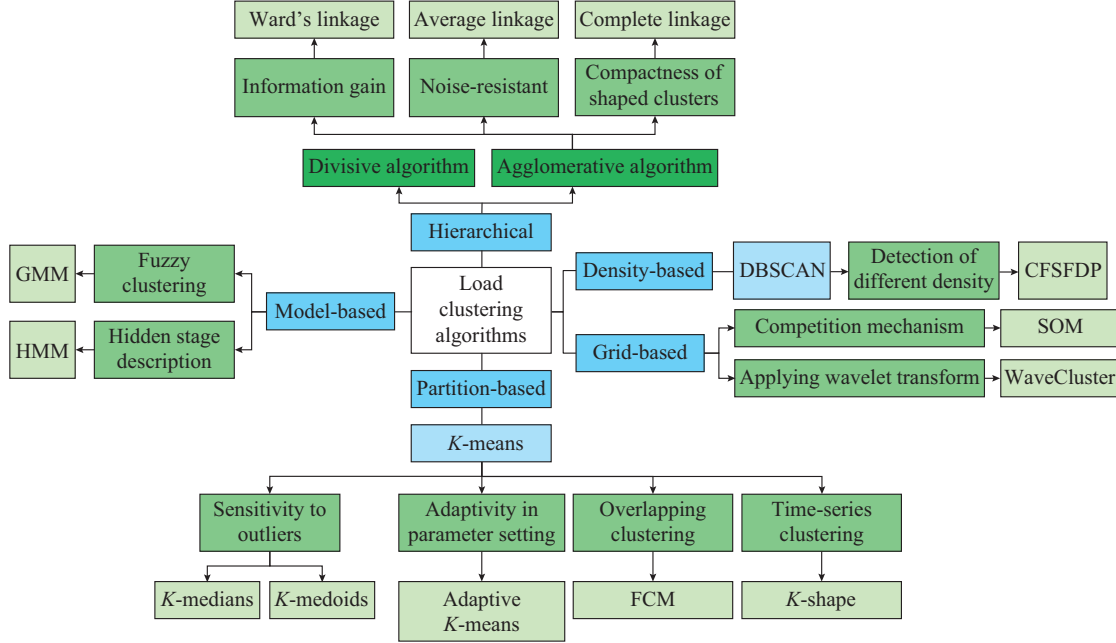 Ward's linkage
Average linkage
Complete linkage
Information gain
Noise-resistant
Compactness of
shaped clusters
Divisive algorithm
Agglomerative algorithm
Hierarchical
GMM
Fuzzy
clustering
HMM
Hidden stage
description
Model-based
Load
clustering
algorithms
Density-based
DBSCAN
Detection of
different density
CFSFDP
Grid-based
Competition mechanism
SOM
Applying wavelet transform
WaveCluster
Partition-based
K-means
Sensitivity to
outliers
Adaptivity in
parameter setting
Overlapping
clustering
Time-series
clustering
K-medians
K-medoids
Adaptive
K-means
FCM
K-shape